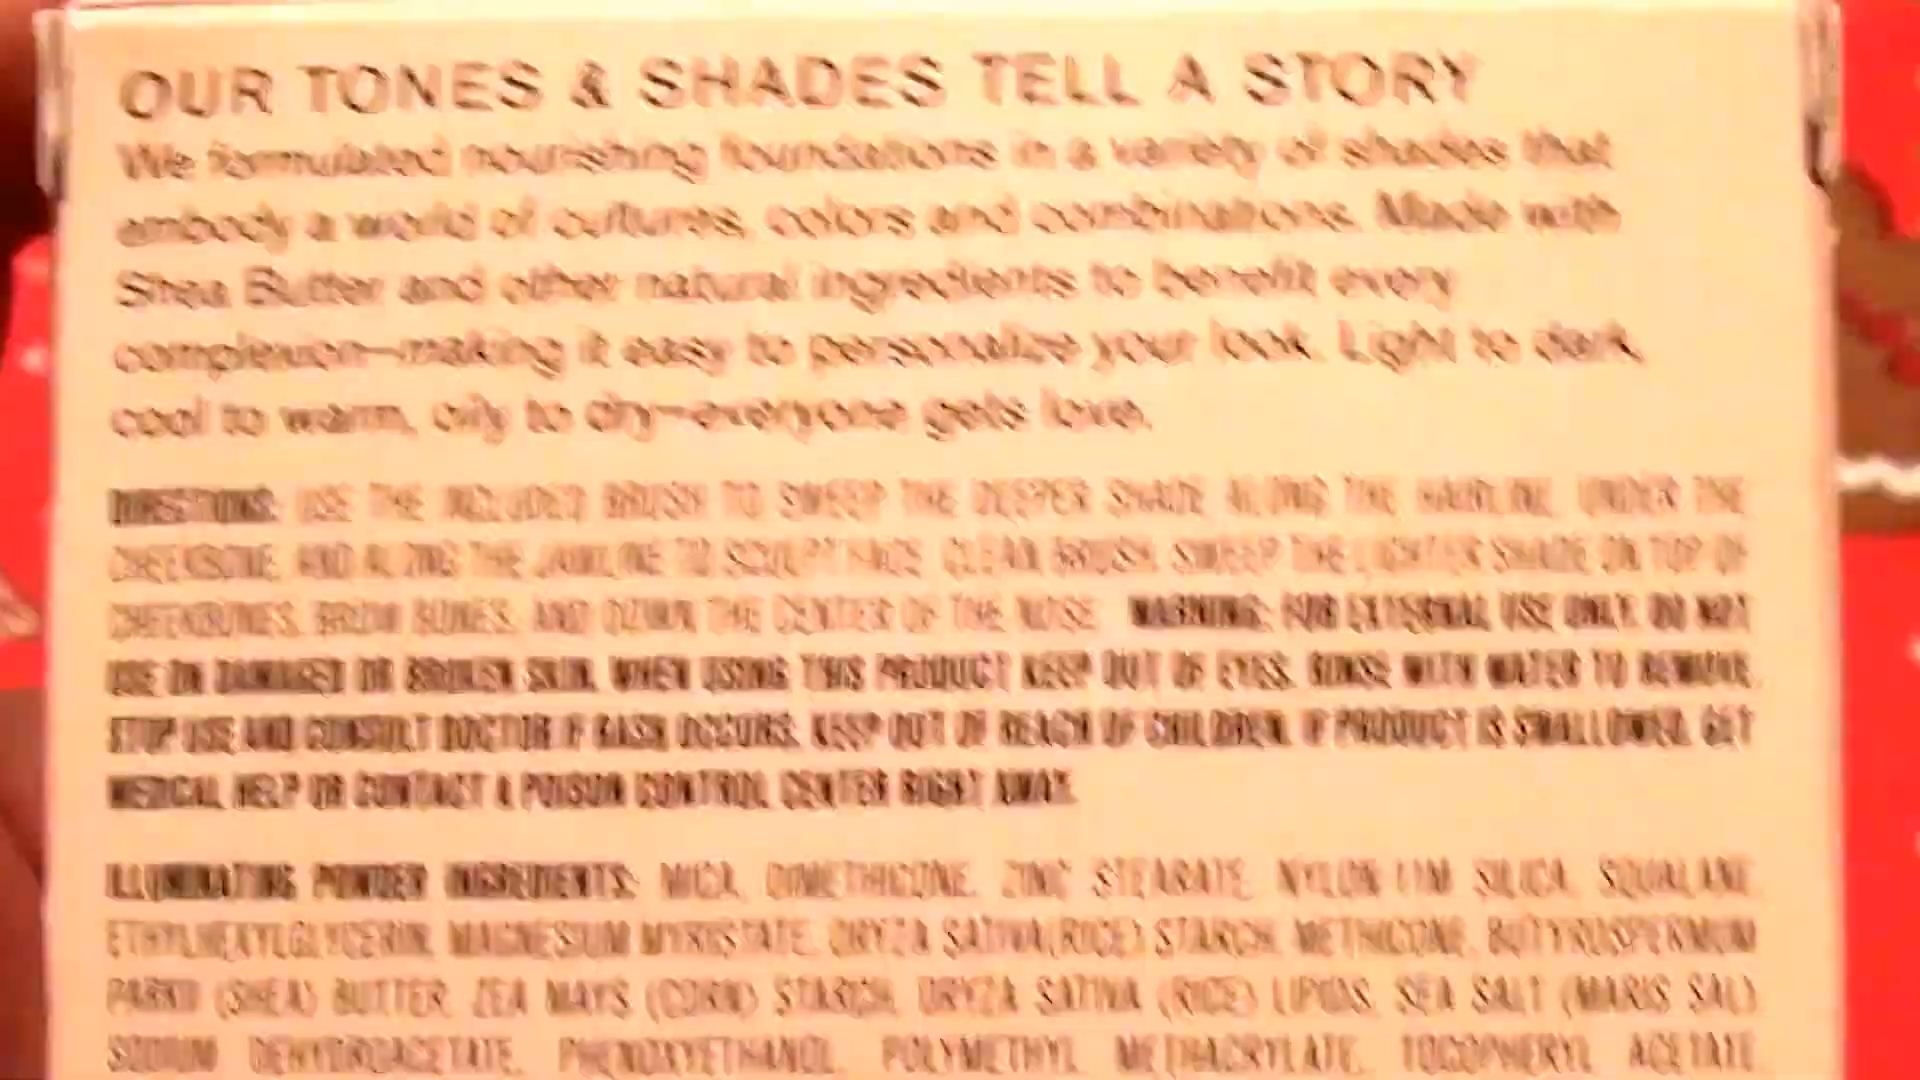 OUR TONES & SHADES TELL A STORY
We formulated nourishing foundations in a variety of shades that
embody a world of cultures, colors and combinations. Made with
Shea Butter and other natural ingredients to benefit every
complexion—making it easy to personalize your look. Light to dark,
cool to warm, oily to dry—everyone gets love.
DIRECTIONS: USE THE INCLUDED BRUSH TO SWEEP THE DEEPER SHADE ALONG THE HAIRLINE, UNDER THE
CHEEKBONE, AND ALONG THE JAWLINE TO SCULPT FACE. CLEAN BRUSH. SWEEP THE LIGHTER SHADE ON TOP OF
CHEEKBONES, BROW BONES, AND DOWN THE CENTER OF THE NOSE. WARNING: FOR EXTERNAL USE ONLY. DO NOT
USE ON DAMAGED OR BROKEN SKIN. WHEN USING THIS PRODUCT KEEP OUT OF EYES. RINSE WITH WATER TO REMOVE.
STOP USE AND CONSULT DOCTOR IF RASH OCCURS. KEEP OUT OF REACH OF CHILDREN. IF PRODUCT IS SWALLOWED, GET
MEDICAL HELP OR CONTACT A POISON CONTROL CENTER RIGHT AWAY.
ILLUMINATING POWDER INGREDIENTS: MICA, DIMETHICONE, ZINC STEARATE, NYLON SILICA, SQUALANE,
ETHYLHEXYLGLYCERIN, MAGNESIUM MYRISTATE, ORYZA SATIVA (RICE) STARCH, METHICONE, BUTYROSPERMUM
PARKII (SHEA) BUTTER, ZEA MAYS (CORN) STARCH, ORYZA SATIVA (RICE) LIPIDS, SEA SALT (MARIS SAL)
SODIUM DEHYDROACETATE, PHENOXYETHANOL, POLYMETHYL METHACRYLATE, TOCOPHERYL ACETATE